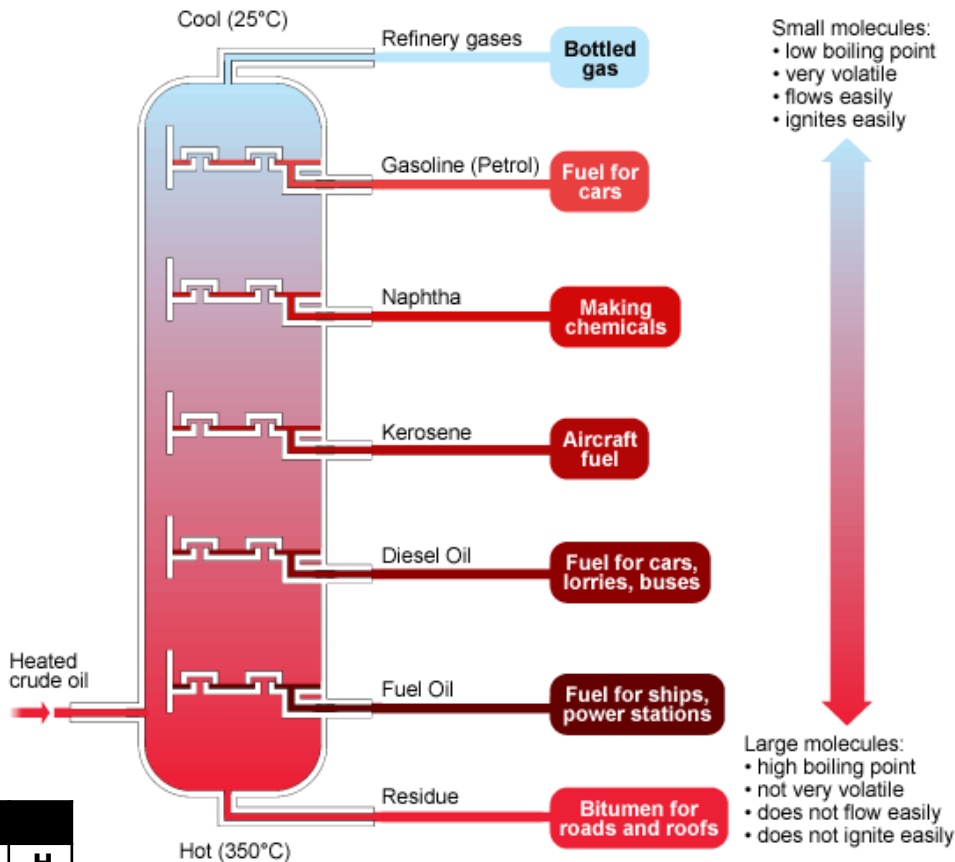 Cool (25°C)
Refinery gases
Bottled
gas
Gasoline (Petrol)
Fuel for
cars
Naphtha
Making
chemicals
Kerosene
Aircraft
fuel
Diesel Oil
Fuel for cars,
lorries, buses
Heated
crude oil
Fuel Oil
Fuel for ships,
power stations
Residue
Bitumen for
roads and roofs
Hot (350°C)
Small molecules:
• low boiling point
• very volatile
• flows easily
• ignites easily
Large molecules:
• high boiling point
• not very volatile
• does not flow easily
• does not ignite easily
H